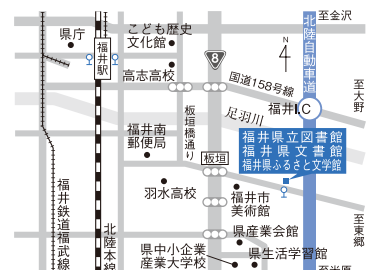 至金沢
北陸自動車道
こども歴史
文化館
県庁
福井駅
N
8
高志高校
国道158号線
至大野
福井I.C
足羽川
板垣橋通り
福井南
郵便局
福井県立図書館
福井県文書館
福井県ふるさと文学館
板垣
羽水高校
福井市
美術館
福井鉄道福武線
北陸本線
県産業会館
至東郷
県中小企業
産業大学校
県生活学習館
至米原